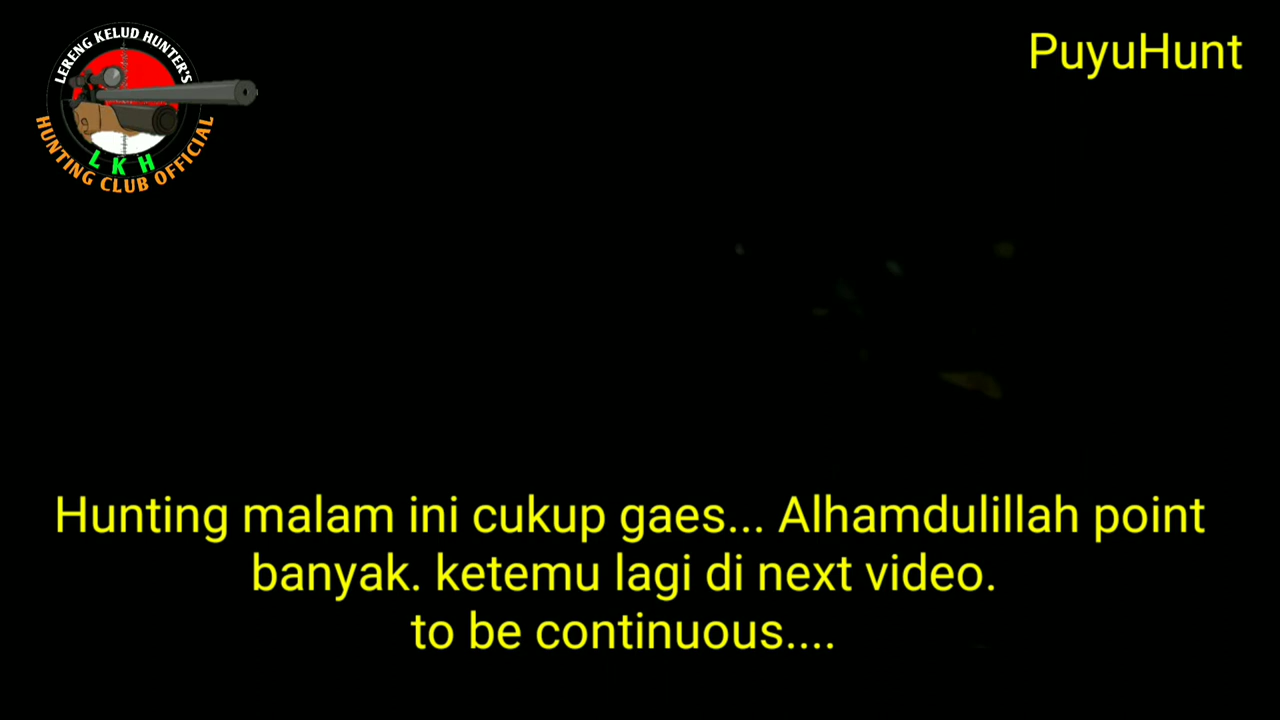 LERENG KELUD HUNTER'S
LKH
HUNTING CLUB OFFICIAL
PuyuHunt
Hunting malam ini cukup gaes... Alhamdulillah point
banyak. ketemu lagi di next video.
to be continuous....